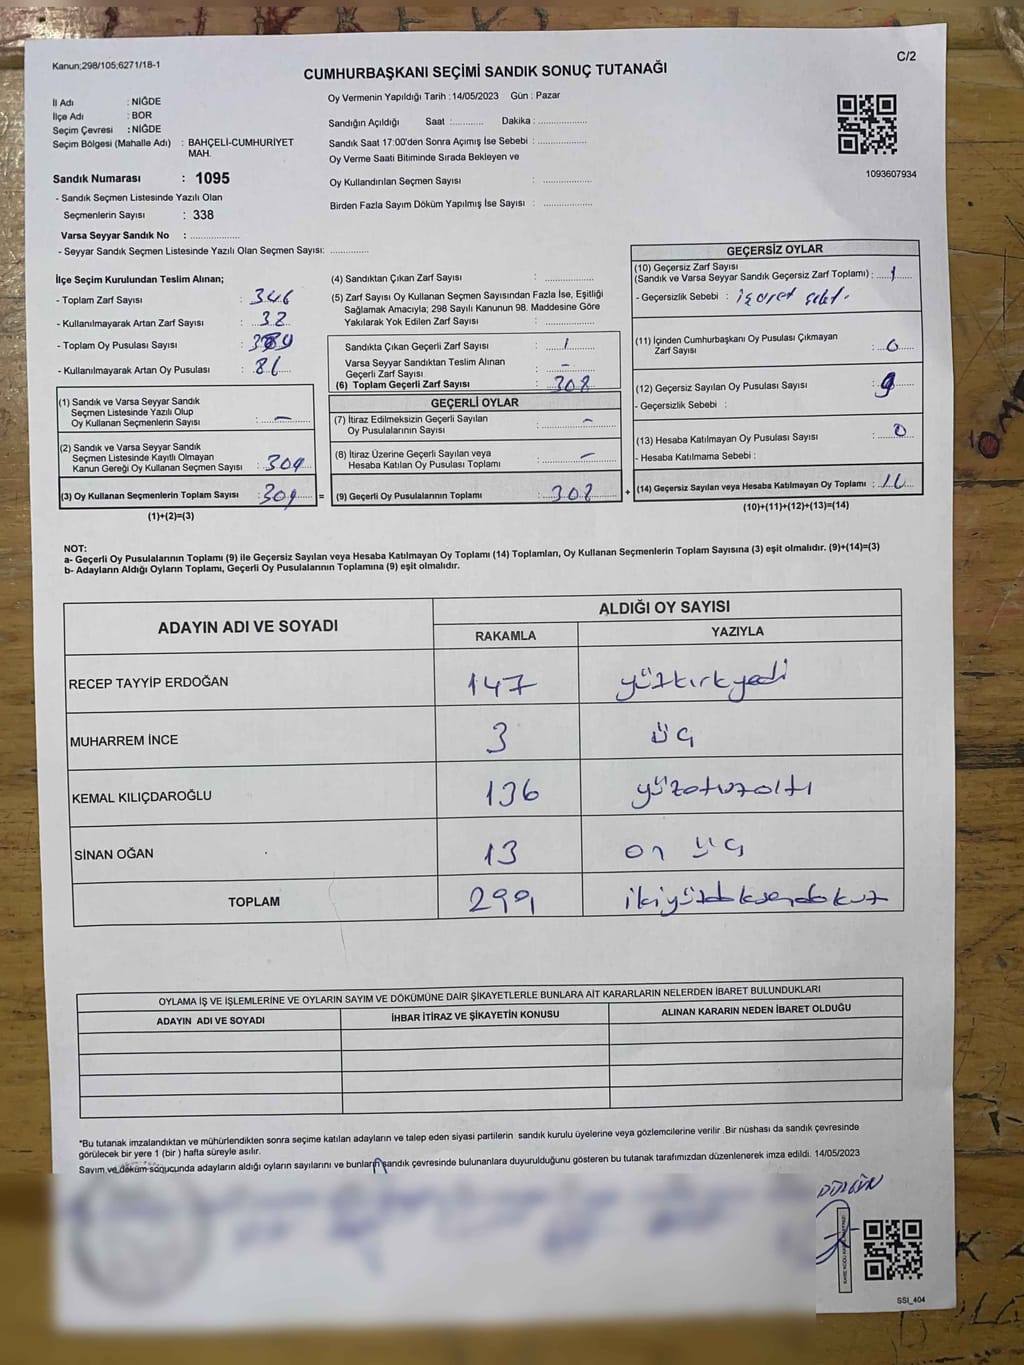 Kanun;298/105;6271/18-1
C/2
CUMHURBAŞKANI SEÇİMİ SANDIK SONUÇ TUTANAĞI
İl Adı : NİĞDE
İlçe Adı : BOR
Seçim Çevresi : NİĞDE
Seçim Bölgesi (Mahalle Adı) : BAHÇELİ-CUMHURİYET
MAH.
Sandık Numarası : 1095
- Sandık Seçmen Listesinde Yazılı Olan
Seçmenlerin Sayısı : 338
Varsa Seyyar Sandık No : ..............
- Seyyar Sandık Seçmen Listesinde Yazılı Olan Seçmen Sayısı: ...........
Oy Vermenin Yapıldığı Tarih : 14/05/2023 Gün : Pazar
Sandığın Açıldığı Saat :........... Dakika : ................
Sandık Saat 17:00'den Sonra Açımış İse Sebebi : ................
Oy Verme Saati Bitiminde Sırada Bekleyen ve
Oy Kullandırılan Seçmen Sayısı : ................
Birden Fazla Sayım Döküm Yapılmış İse Sayısı : ................
1093607934
İlçe Seçim Kurulundan Teslim Alınan;
- Toplam Zarf Sayısı : 346
- Kullanılmayarak Artan Zarf Sayısı : 32
- Toplam Oy Pusulası Sayısı :
- Kullanılmayarak Artan Oy Pusulası : 86
(1) Sandık ve Varsa Seyyar Sandık
Seçmen Listesinde Yazılı Olup
Oy Kullanan Seçmenlerin Sayısı : –
(2) Sandık ve Varsa Seyyar Sandık
Seçmen Listesinde Kayıtlı Olmayan
Kanun Gereği Oy Kullanan Seçmen Sayısı : 309
(3) Oy Kullanan Seçmenlerin Toplam Sayısı : 309 =
(1)+(2)=(3)
(4) Sandıktan Çıkan Zarf Sayısı : ................
(5) Zarf Sayısı Oy Kullanan Seçmen Sayısından Fazla İse, Eşitliği
Sağlamak Amacıyla; 298 Sayılı Kanunun 98. Maddesine Göre
Yakılarak Yok Edilen Zarf Sayısı : ................
Sandıkta Çıkan Geçerli Zarf Sayısı : 1
Varsa Seyyar Sandıktan Teslim Alınan
Geçerli Zarf Sayısı : –
(6) Toplam Geçerli Zarf Sayısı : 308
GEÇERLİ OYLAR
(7) İtiraz Edilmeksizin Geçerli Sayılan
Oy Pusulalarının Sayısı : –
(8) İtiraz Üzerine Geçerli Sayılan veya
Hesaba Katılan Oy Pusulası Toplamı : –
(9) Geçerli Oy Pusulalarının Toplamı : 302 +
GEÇERSİZ OYLAR
(10) Geçersiz Zarf Sayısı
(Sandık ve Varsa Seyyar Sandık Geçersiz Zarf Toplamı) : 1
- Geçersizlik Sebebi : işaret
(11) İçinden Cumhurbaşkanı Oy Pusulası Çıkmayan
Zarf Sayısı : 0
(12) Geçersiz Sayılan Oy Pusulası Sayısı : 9
- Geçersizlik Sebebi :
(13) Hesaba Katılmayan Oy Pusulası Sayısı : 0
- Hesaba Katılmama Sebebi :
(14) Geçersiz Sayılan veya Hesaba Katılmayan Oy Toplamı :
(10)+(11)+(12)+(13)=(14)
NOT:
a- Geçerli Oy Pusulalarının Toplamı (9) ile Geçersiz Sayılan veya Hesaba Katılmayan Oy Toplamı (14) Toplamları, Oy Kullanan Seçmenlerin Toplam Sayısına (3) eşit olmalıdır. (9)+(14)=(3)
b- Adayların Aldığı Oyların Toplamı, Geçerli Oy Pusulalarının Toplamına (9) eşit olmalıdır.
ADAYIN ADI VE SOYADI ALDIĞI OY SAYISI
RAKAMLA YAZIYLA
RECEP TAYYİP ERDOĞAN 147 yüzkırkyedi
MUHARREM İNCE 3 üç
KEMAL KILIÇDAROĞLU 136 yüzotuzaltı
SİNAN OĞAN 13 on üç
TOPLAM 299 ikiyüzdoksandokuz
OYLAMA İŞ VE İŞLEMLERİNE VE OYLARIN SAYIM VE DÖKÜMÜNE DAİR ŞİKAYETLERLE BUNLARA AİT KARARLARIN NELERDEN İBARET BULUNDUKLARI
ADAYIN ADI VE SOYADI İHBAR İTİRAZ VE ŞİKAYETİN KONUSU ALINAN KARARIN NEDEN İBARET OLDUĞU
*Bu tutanak imzalandıktan ve mühürlendikten sonra seçime katılan adayların ve talep eden siyasi partilerin sandık kurulu üyelerine veya gözlemcilerine verilir .Bir nüshası da sandık çevresinde
görülecek bir yere 1 (bir ) hafta süreyle asılır.
Sayım ve döküm sonucunda adayların aldığı oyların sayılarını ve bunların sandık çevresinde bulunanlara duyurulduğunu gösteren bu tutanak tarafımızdan düzenlenerek imza edildi. 14/05/2023
SSI_404